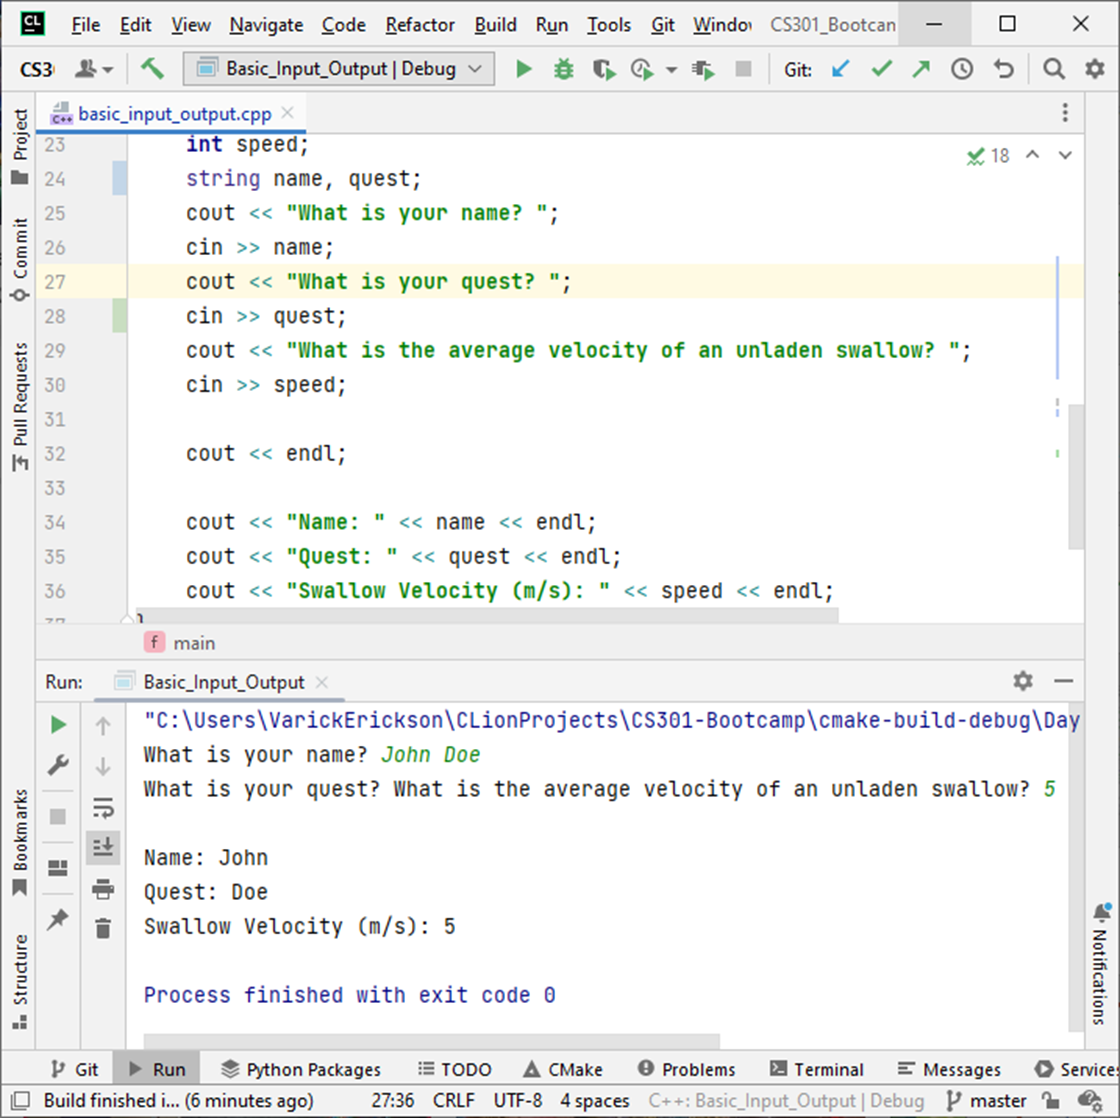 CL File Edit View Navigate Code Refactor Build Run Tools Git Window CS301_Bootcan
CS3 Basic_Input_Output | Debug Git:
basic_input_output.cpp
23 int speed;
24 string name, quest;
25 cout << "What is your name? ";
26 cin >> name;
27 cout << "What is your quest? ";
28 cin >> quest;
29 cout << "What is the average velocity of an unladen swallow? ";
30 cin >> speed;
31
32 cout << endl;
33
34 cout << "Name: " << name << endl;
35 cout << "Quest: " << quest << endl;
36 cout << "Swallow Velocity (m/s): " << speed << endl;
37 }
18
f main
Project
Commit
Pull Requests
Bookmarks
Structure
Run: Basic_Input_Output
"C:\Users\VarickErickson\CLionProjects\CS301-Bootcamp\cmake-build-debug\Day
What is your name? John Doe
What is your quest? What is the average velocity of an unladen swallow? 5
Name: John
Quest: Doe
Swallow Velocity (m/s): 5
Process finished with exit code 0
Notifications
Git Run Python Packages TODO CMake Problems Terminal Messages Services
Build finished i... (6 minutes ago) 27:36 CRLF UTF-8 4 spaces C++: Basic_Input_Output | Debug master